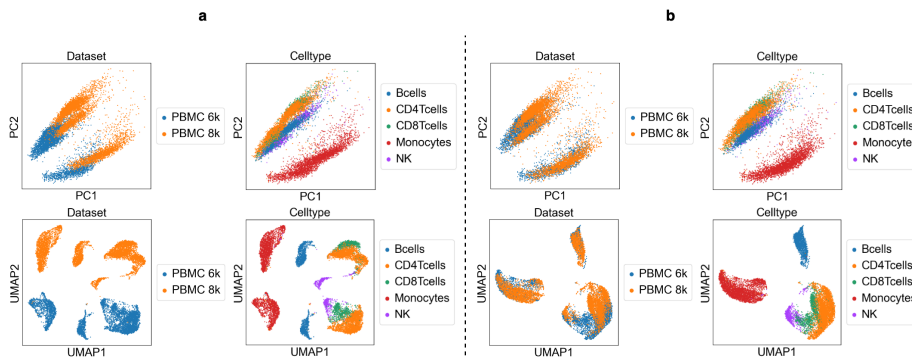 a
b
Dataset
PC2
PC1
PBMC 6k
PBMC 8k
Celltype
PC2
PC1
Bcells
CD4Tcells
CD8Tcells
Monocytes
NK
Dataset
PC2
PC1
PBMC 6k
PBMC 8k
Celltype
PC2
PC1
Bcells
CD4Tcells
CD8Tcells
Monocytes
NK
Dataset
UMAP2
UMAP1
PBMC 6k
PBMC 8k
Celltype
UMAP2
UMAP1
Bcells
CD4Tcells
CD8Tcells
Monocytes
NK
Dataset
UMAP2
UMAP1
PBMC 6k
PBMC 8k
Celltype
UMAP2
UMAP1
Bcells
CD4Tcells
CD8Tcells
Monocytes
NK